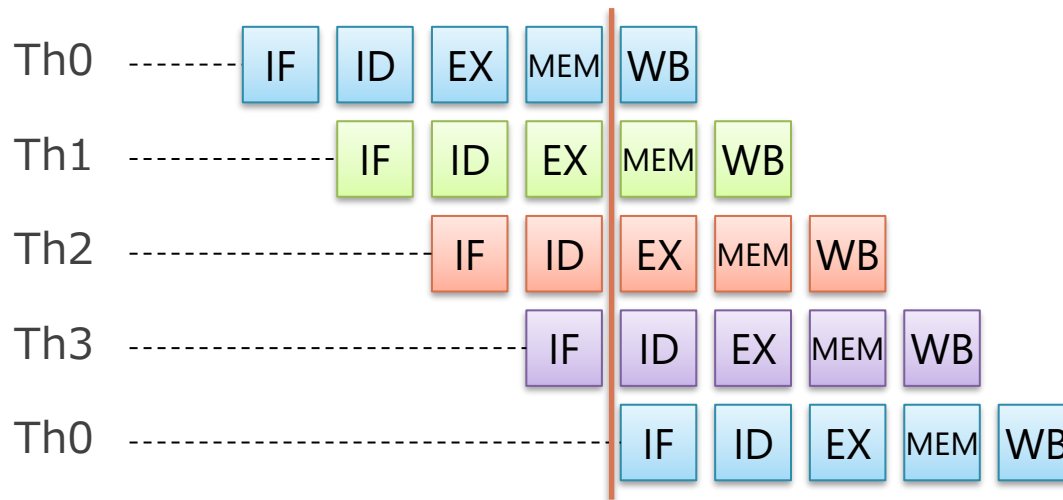 Th0 IF ID EX MEM WB
Th1 IF ID EX MEM WB
Th2 IF ID EX MEM WB
Th3 IF ID EX MEM WB
Th0 IF ID EX MEM WB